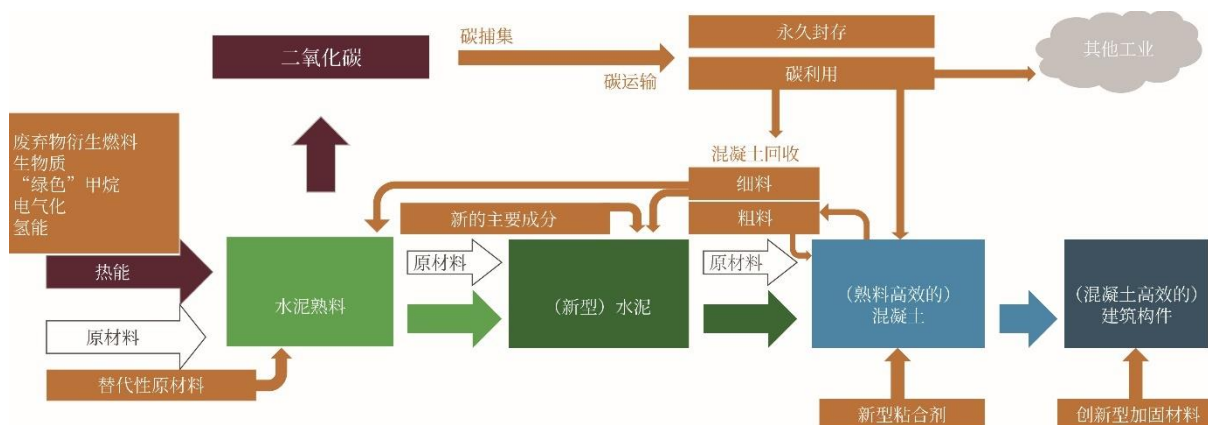 二氧化碳
碳捕集
碳运输
永久封存
碳利用
其他工业
废弃物衍生燃料
生物质
“绿色”甲烷
电气化
氢能
混凝土回收
细料
粗料
新的主要成分
热能
原材料
替代性原材料
水泥熟料
原材料
（新型）水泥
原材料
（熟料高效的）
混凝土
（混凝土高效的）
建筑构件
新型粘合剂
创新型加固材料